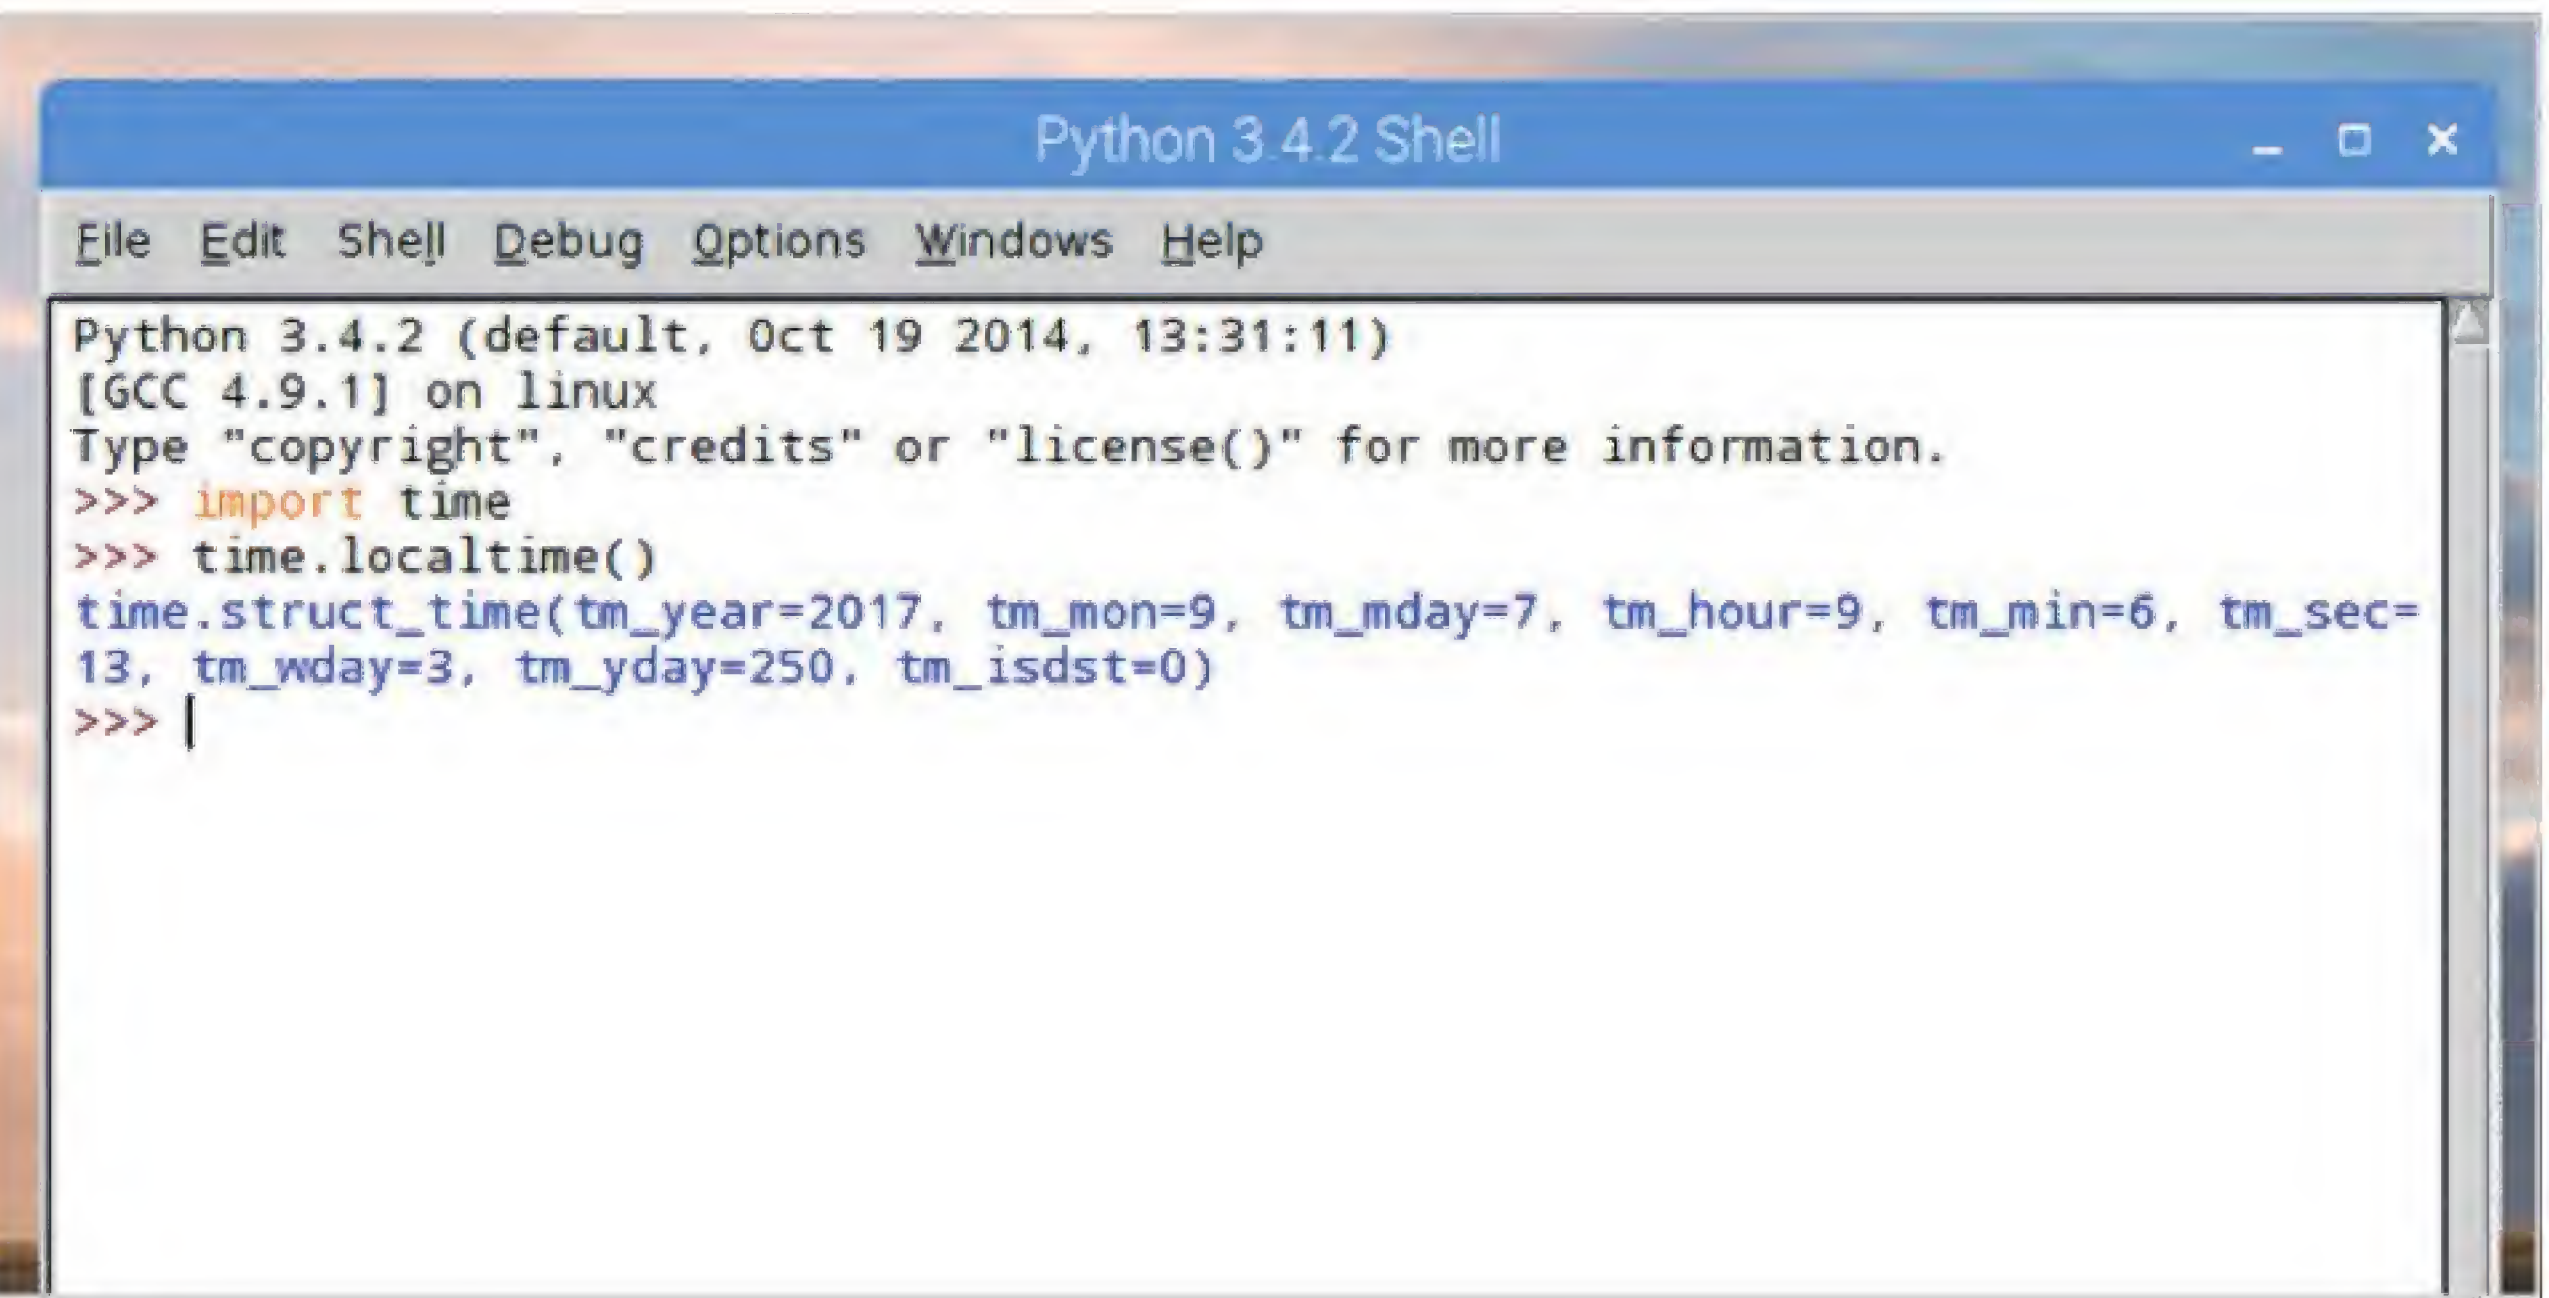 Python 3.4.2 Shell
File Edit Shell Debug Options Windows Help
Python 3.4.2 (default, Oct 19 2014, 13:31:11)
[GCC 4.9.1] on linux
Type "copyright", "credits" or "license()" for more information.
>>> import time
>>> time.localtime()
time.struct_time(tm_year=2017, tm_mon=9, tm_mday=7, tm_hour=9, tm_min=6, tm_sec=
13, tm_wday=3, tm_yday=250, tm_isdst=0)
>>>